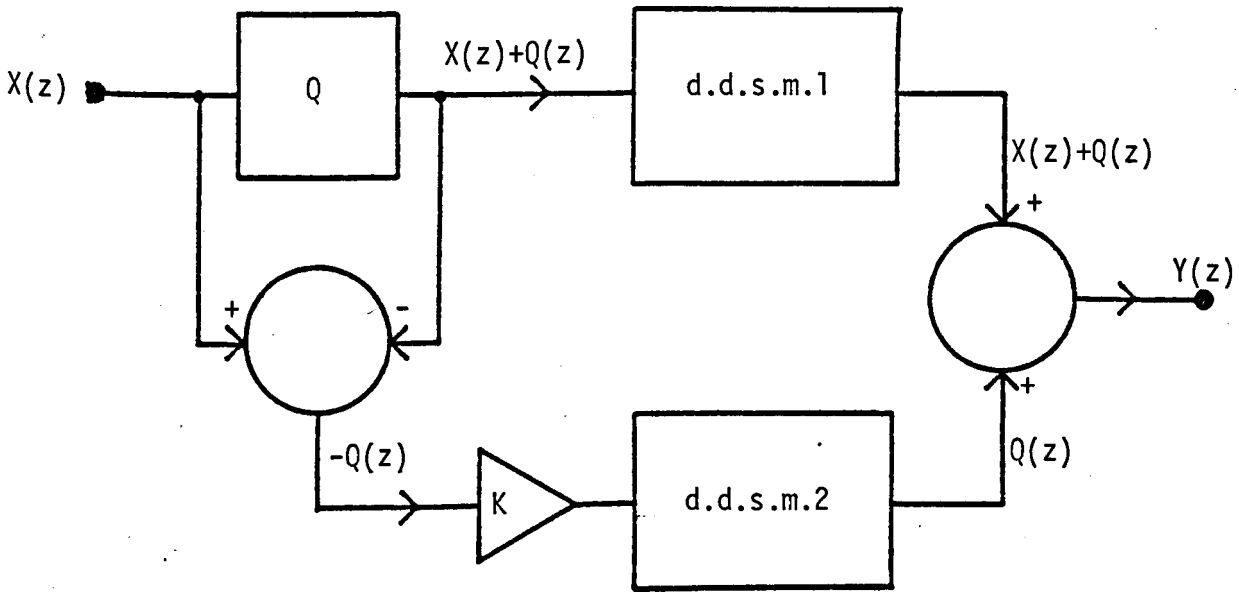 X(z)
Q
X(z)+Q(z)
d.d.s.m.1
X(z)+Q(z)
+
Y(z)
+
-
+
-Q(z)
K
d.d.s.m.2
Q(z)